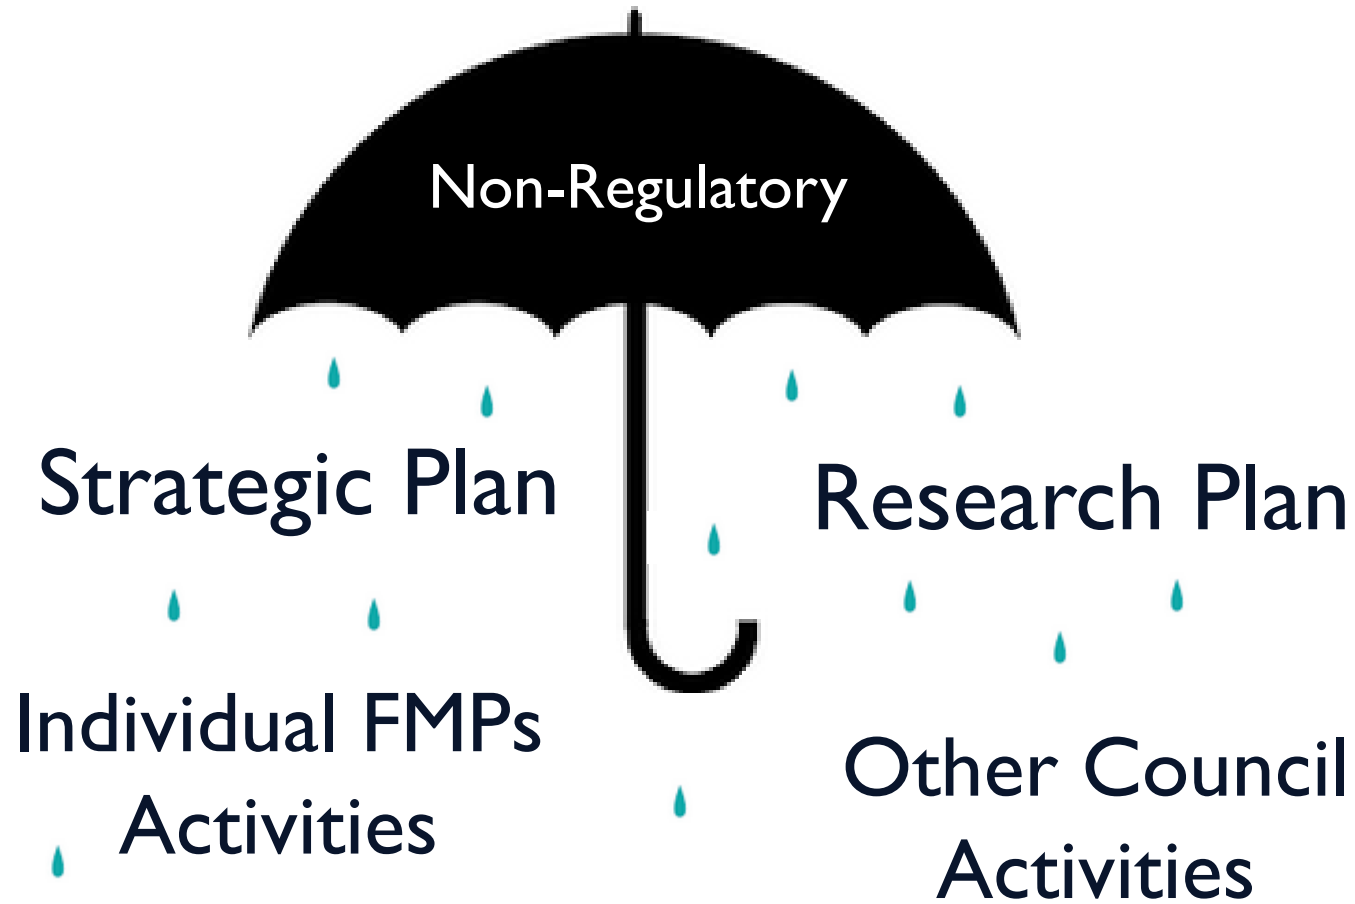 Non-Regulatory
Strategic Plan
Research Plan
Individual FMPs
Activities
Other Council
Activities